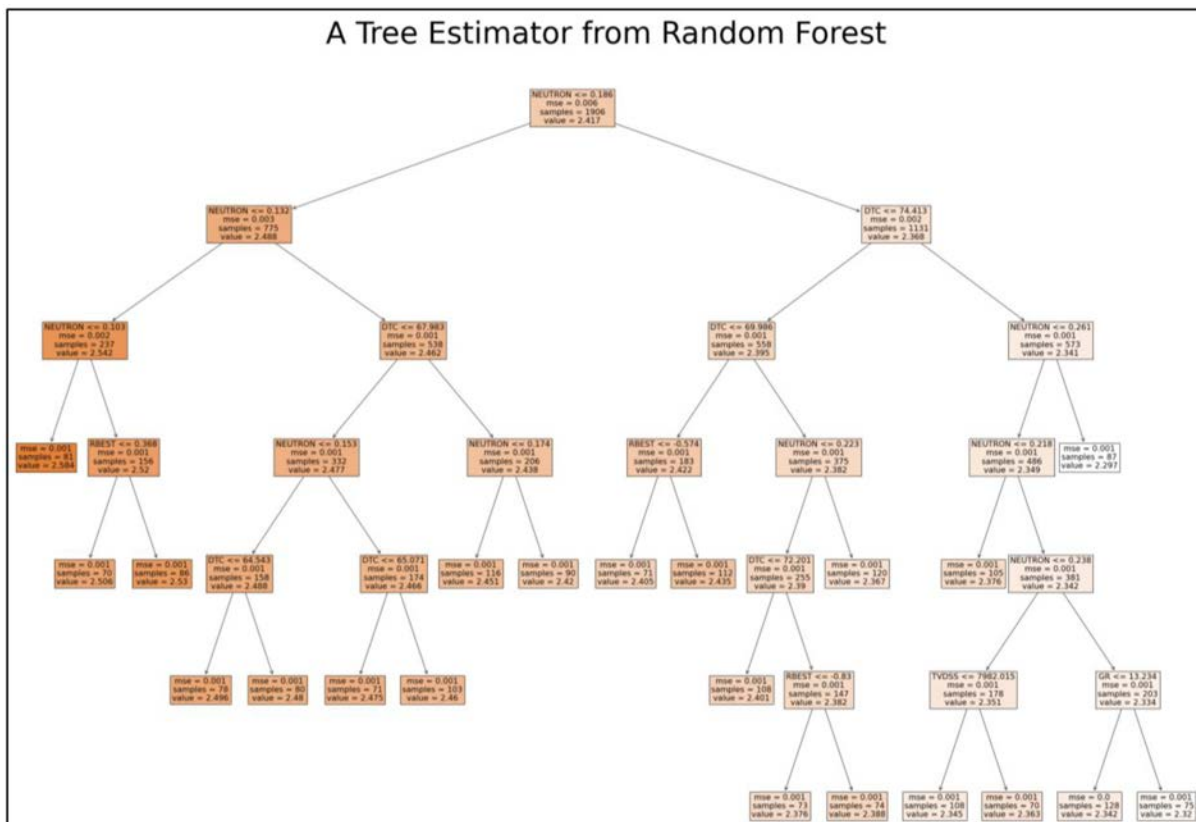 A Tree Estimator from Random Forest
NEUTRON <= 0.186
mse = 0.006
samples = 1906
value = 2.417
NEUTRON <= 0.132
mse = 0.003
samples = 775
value = 2.488
DTC <= 74.413
mse = 0.002
samples = 1131
value = 2.368
NEUTRON <= 0.103
mse = 0.002
samples = 237
value = 2.542
DTC <= 67.983
mse = 0.001
samples = 538
value = 2.462
DTC <= 69.986
mse = 0.001
samples = 558
value = 2.395
NEUTRON <= 0.261
mse = 0.001
samples = 573
value = 2.341
mse = 0.001
samples = 81
value = 2.584
RBEST <= 0.368
mse = 0.001
samples = 156
value = 2.52
NEUTRON <= 0.153
mse = 0.001
samples = 332
value = 2.477
NEUTRON <= 0.174
mse = 0.001
samples = 206
value = 2.438
RBEST <= -0.574
mse = 0.001
samples = 183
value = 2.422
NEUTRON <= 0.223
mse = 0.001
samples = 375
value = 2.382
NEUTRON <= 0.218
mse = 0.001
samples = 486
value = 2.349
mse = 0.001
samples = 87
value = 2.297
mse = 0.001
samples = 70
value = 2.506
mse = 0.001
samples = 86
value = 2.53
DTC <= 64.543
mse = 0.001
samples = 158
value = 2.488
DTC <= 65.071
mse = 0.001
samples = 174
value = 2.466
mse = 0.001
samples = 116
value = 2.451
mse = 0.001
samples = 90
value = 2.42
mse = 0.001
samples = 71
value = 2.405
mse = 0.001
samples = 112
value = 2.435
DTC <= 72.201
mse = 0.001
samples = 255
value = 2.39
mse = 0.001
samples = 120
value = 2.367
mse = 0.001
samples = 105
value = 2.376
NEUTRON <= 0.238
mse = 0.001
samples = 381
value = 2.342
mse = 0.001
samples = 78
value = 2.496
mse = 0.001
samples = 80
value = 2.48
mse = 0.001
samples = 71
value = 2.475
mse = 0.001
samples = 103
value = 2.46
mse = 0.001
samples = 108
value = 2.401
RBEST <= -0.83
mse = 0.001
samples = 147
value = 2.382
TVDSS <= 7982.015
mse = 0.001
samples = 178
value = 2.351
GR <= 13.234
mse = 0.001
samples = 203
value = 2.334
mse = 0.001
samples = 73
value = 2.376
mse = 0.001
samples = 74
value = 2.388
mse = 0.001
samples = 108
value = 2.345
mse = 0.001
samples = 70
value = 2.363
mse = 0.0
samples = 128
value = 2.342
mse = 0.001
samples = 75
value = 2.32